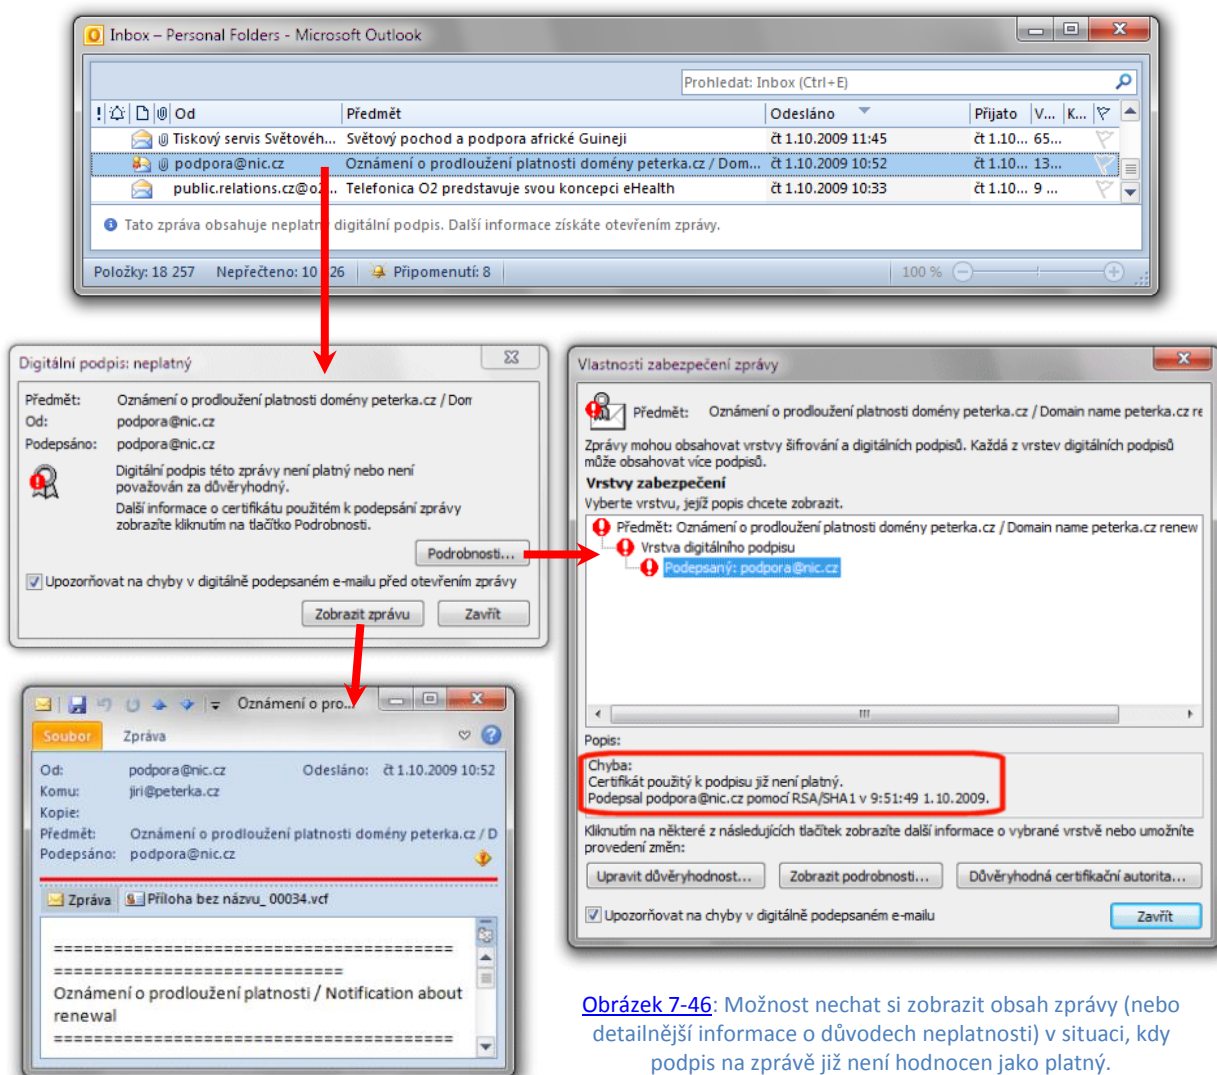 Inbox – Personal Folders - Microsoft Outlook
Prohledat: Inbox (Ctrl+E)
! Od Předmět Odesláno Přijato V... K...
Tiskový servis Světovéh... Světový pochod a podpora africké Guineji čt 1.10.2009 11:45 čt 1.10... 65...
podpora@nic.cz Oznámení o prodloužení platnosti domény peterka.cz / Dom... čt 1.10.2009 10:52 čt 1.10... 13...
public.relations.cz@o2... Telefonica O2 představuje svou koncepci eHealth čt 1.10.2009 10:33 čt 1.10... 9 ...
Tato zpráva obsahuje neplatný digitální podpis. Další informace získáte otevřením zprávy.
Položky: 18 257 Nepřečteno: 10 26 Připomenutí: 8 100 %
Digitální podpis: neplatný
Předmět: Oznámení o prodloužení platnosti domény peterka.cz / Dom
Od: podpora@nic.cz
Podepsáno: podpora@nic.cz
Digitální podpis této zprávy není platný nebo není
považován za důvěryhodný.
Další informace o certifikátu použitém k podepsání zprávy
zobrazíte kliknutím na tlačítko Podrobnosti.
Podrobnosti...
Upozorňovat na chyby v digitálně podepsaném e-mailu před otevřením zprávy
Zobrazit zprávu Zavřít
Vlastnosti zabezpečení zprávy
Předmět: Oznámení o prodloužení platnosti domény peterka.cz / Domain name peterka.cz re
Zprávy mohou obsahovat vrstvy šifrování a digitálních podpisů. Každá z vrstev digitálních podpisů
může obsahovat více podpisů.
Vrstvy zabezpečení
Vyberte vrstvu, jejíž popis chcete zobrazit.
Předmět: Oznámení o prodloužení platnosti domény peterka.cz / Domain name peterka.cz renew
Vrstva digitálního podpisu
Podepsaný: podpora@nic.cz
Popis:
Chyba:
Certifikát použitý k podpisu již není platný.
Podepsal podpora@nic.cz pomocí RSA/SHA1 v 9:51:49 1.10.2009.
Kliknutím na některé z následujících tlačítek zobrazíte další informace o vybrané vrstvě nebo umožníte
provedení změn:
Upravit důvěryhodnost... Zobrazit podrobnosti... Důvěryhodná certifikační autorita...
Upozorňovat na chyby v digitálně podepsaném e-mailu
Zavřít
Oznámení o pro...
Soubor Zpráva
Od: podpora@nic.cz Odesláno: čt 1.10.2009 10:52
Komu: jiri@peterka.cz
Kopie:
Předmět: Oznámení o prodloužení platnosti domény peterka.cz / D
Podepsáno: podpora@nic.cz
Zpráva Příloha bez názvu_ 00034.vcf
========================================
=============================
Oznámení o prodloužení platnosti / Notification about
renewal
========================================
Obrázek 7-46: Možnost nechat si zobrazit obsah zprávy (nebo
detailnější informace o důvodech neplatnosti) v situaci, kdy
podpis na zprávě již není hodnocen jako platný.